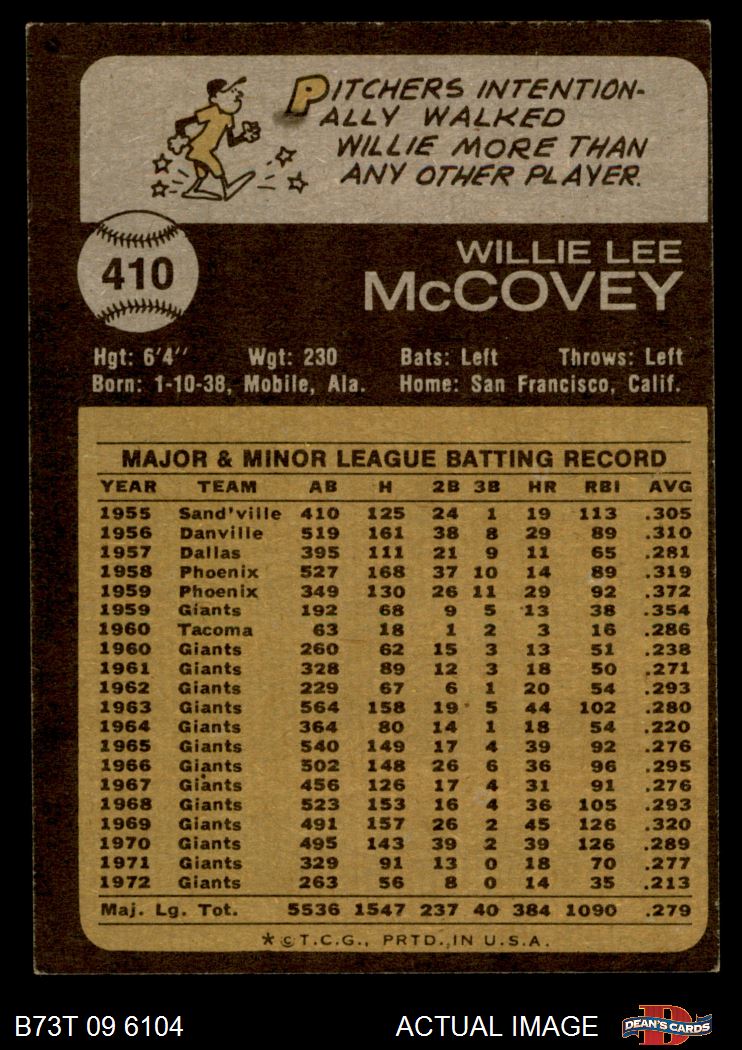 PITCHERS INTENTION-
ALLY WALKED
WILLIE MORE THAN
ANY OTHER PLAYER.
410
WILLIE LEE
McCOVEY
Hgt: 6'4" Wgt: 230 Bats: Left Throws: Left
Born: 1-10-38, Mobile, Ala. Home: San Francisco, Calif.
MAJOR & MINOR LEAGUE BATTING RECORD
YEAR TEAM AB H 2B 3B HR RBI AVG
1955 Sand'ville 410 125 24 1 19 113 .305
1956 Danville 519 161 38 8 29 89 .310
1957 Dallas 395 111 21 9 11 65 .281
1958 Phoenix 527 168 37 10 14 89 .319
1959 Phoenix 349 130 26 11 29 92 .372
1959 Giants 192 68 9 5 13 38 .354
1960 Tacoma 63 18 1 2 3 16 .286
1960 Giants 260 62 15 3 13 51 .238
1961 Giants 328 89 12 3 18 50 .271
1962 Giants 229 67 6 1 20 54 .293
1963 Giants 564 158 19 5 44 102 .280
1964 Giants 364 80 14 1 18 54 .220
1965 Giants 540 149 17 4 39 92 .276
1966 Giants 502 148 26 6 36 96 .295
1967 Giants 456 126 17 4 31 91 .276
1968 Giants 523 153 16 4 36 105 .293
1969 Giants 491 157 26 2 45 126 .320
1970 Giants 495 143 39 2 39 126 .289
1971 Giants 329 91 13 0 18 70 .277
1972 Giants 263 56 8 0 14 35 .213
Maj. Lg. Tot. 5536 1547 237 40 384 1090 .279
* © T.C.G., PRTD. IN U.S.A.
B73T 09 6104 ACTUAL IMAGE
D
DEAN'S CARDS